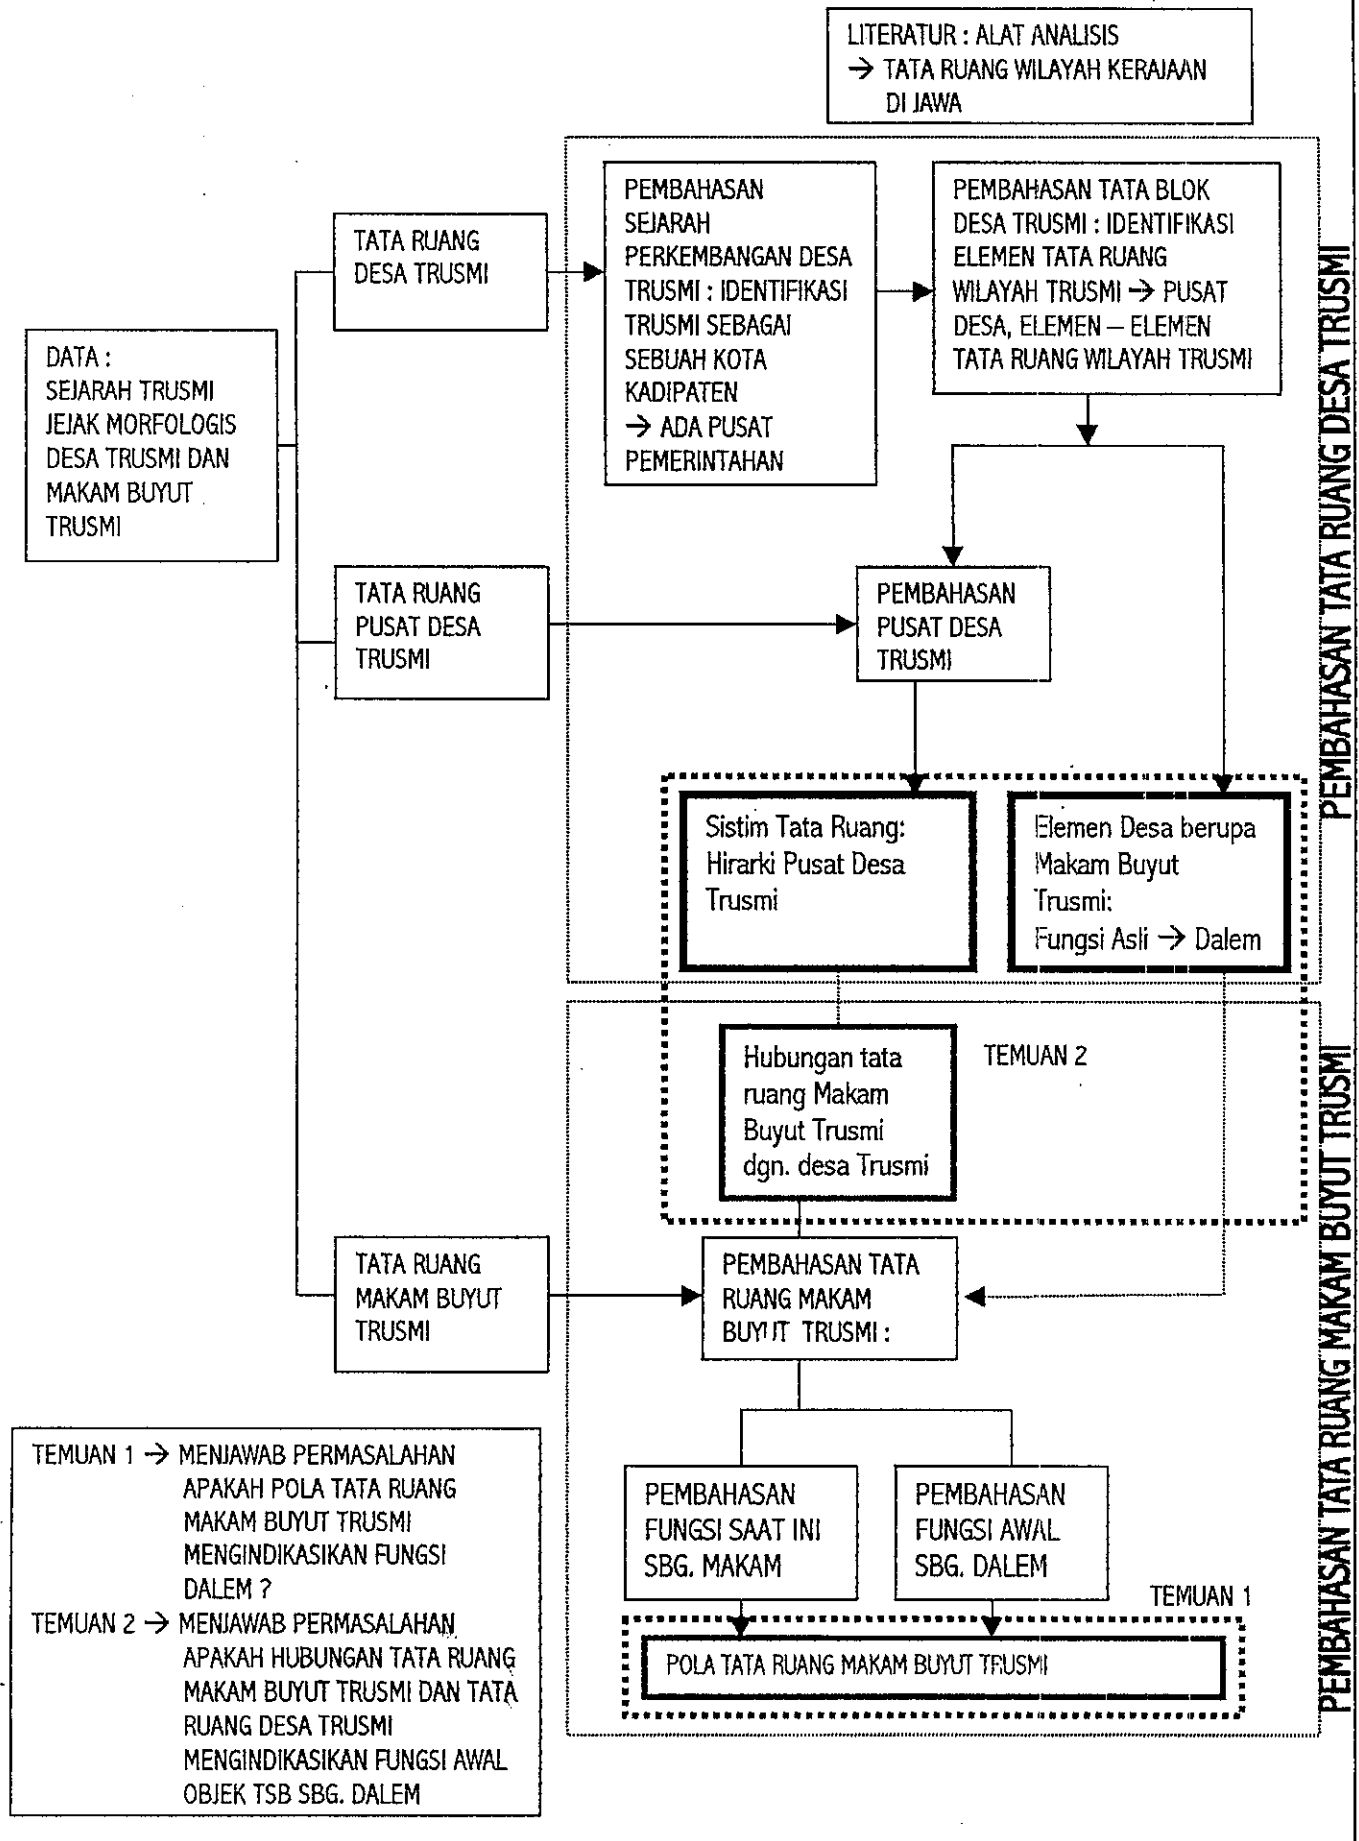 LITERATUR : ALAT ANALISIS
→ TATA RUANG WILAYAH KERAJAAN
DI JAWA
PEMBAHASAN
SEJARAH
PERKEMBANGAN DESA
TRUSMI : IDENTIFIKASI
TRUSMI SEBAGAI
SEBUAH KOTA
KADIPATEN
→ ADA PUSAT
PEMERINTAHAN
PEMBAHASAN TATA BLOK
DESA TRUSMI : IDENTIFIKASI
ELEMEN TATA RUANG
WILAYAH TRUSMI → PUSAT
DESA, ELEMEN – ELEMEN
TATA RUANG WILAYAH TRUSMI
TATA RUANG
DESA TRUSMI
DATA :
SEJARAH TRUSMI
JEJAK MORFOLOGIS
DESA TRUSMI DAN
MAKAM BUYUT
TRUSMI
TATA RUANG
PUSAT DESA
TRUSMI
PEMBAHASAN
PUSAT DESA
TRUSMI
PEMBAHASAN TATA RUANG DESA TRUSMI
Sistim Tata Ruang:
Hirarki Pusat Desa
Trusmi
Elemen Desa berupa
Makam Buyut
Trusmi:
Fungsi Asli → Dalem
Hubungan tata
ruang Makam
Buyut Trusmi
dgn. desa Trusmi
TEMUAN 2
TATA RUANG
MAKAM BUYUT
TRUSMI
PEMBAHASAN TATA
RUANG MAKAM
BUYUT TRUSMI :
PEMBAHASAN TATA RUANG MAKAM BUYUT TRUSMI
PEMBAHASAN
FUNGSI SAAT INI
SBG. MAKAM
PEMBAHASAN
FUNGSI AWAL
SBG. DALEM
TEMUAN 1
POLA TATA RUANG MAKAM BUYUT TRUSMI
TEMUAN 1 → MENJAWAB PERMASALAHAN
APAKAH POLA TATA RUANG
MAKAM BUYUT TRUSMI
MENGINDIKASIKAN FUNGSI
DALEM ?
TEMUAN 2 → MENJAWAB PERMASALAHAN
APAKAH HUBUNGAN TATA RUANG
MAKAM BUYUT TRUSMI DAN TATA
RUANG DESA TRUSMI
MENGINDIKASIKAN FUNGSI AWAL
OBJEK TSB SBG. DALEM